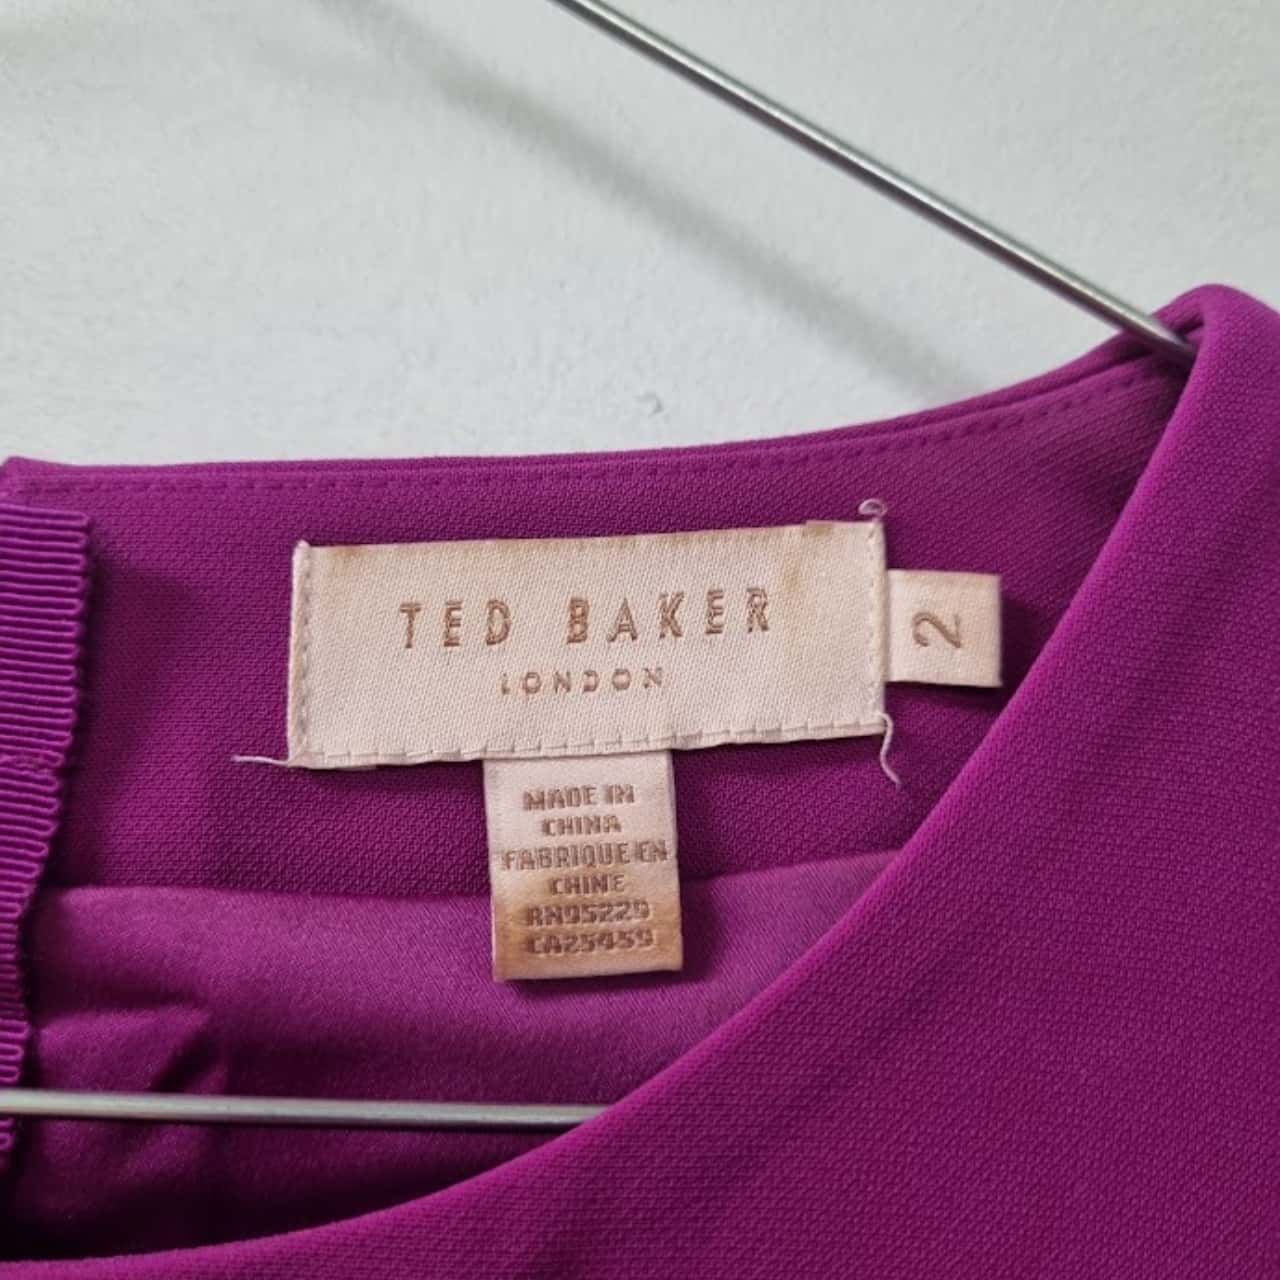 TED BAKER
LONDON
2
MADE IN
CHINA
FABRIQUE EN
CHINE
RN95229
CA25459